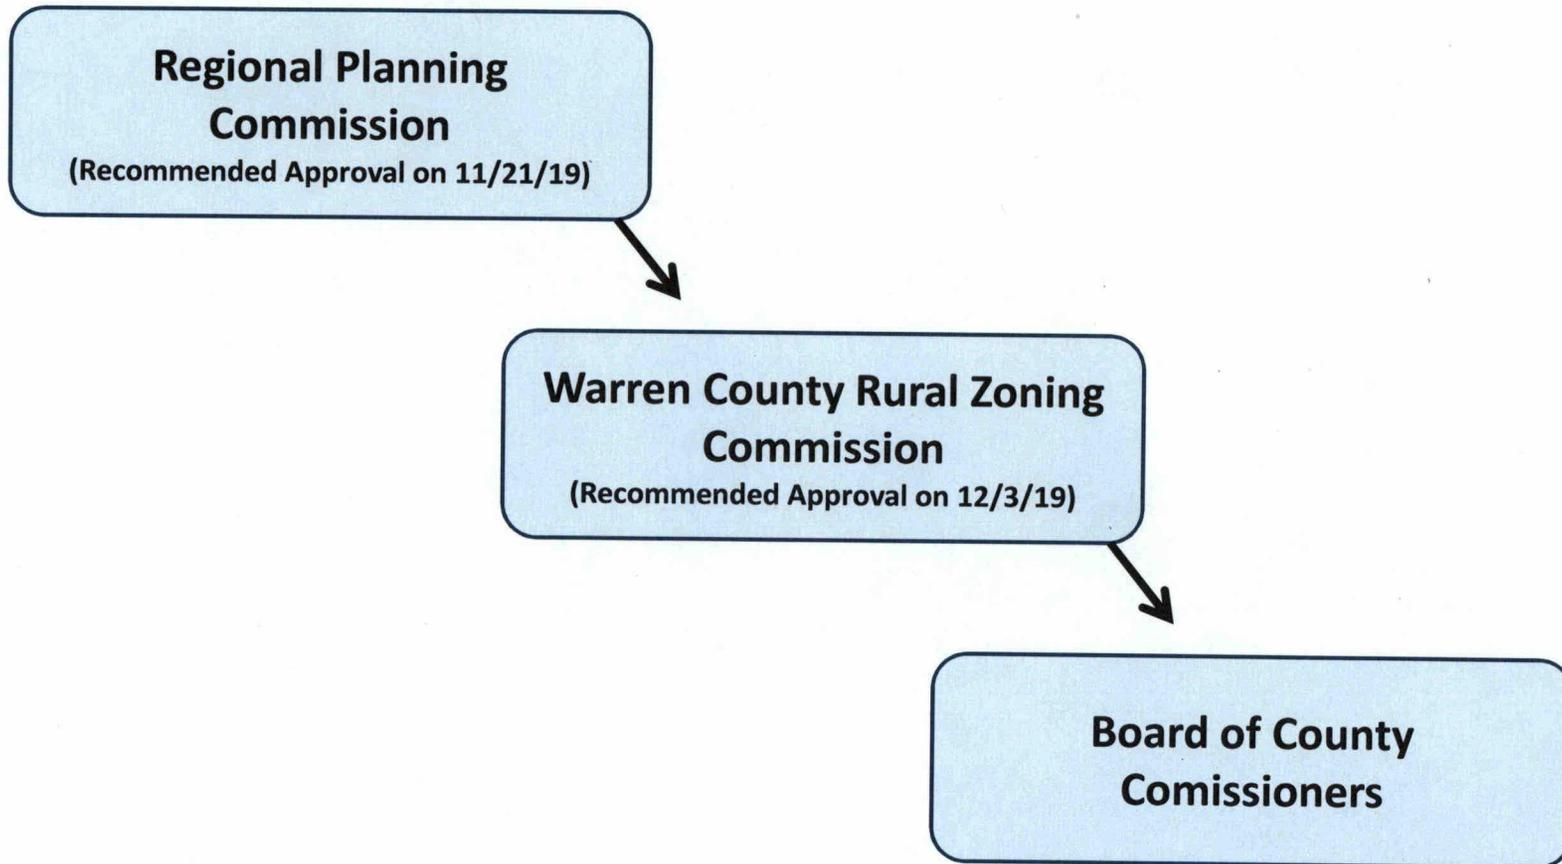 Regional Planning
Commission
(Recommended Approval on 11/21/19)
Warren County Rural Zoning
Commission
(Recommended Approval on 12/3/19)
Board of County
Comissioners